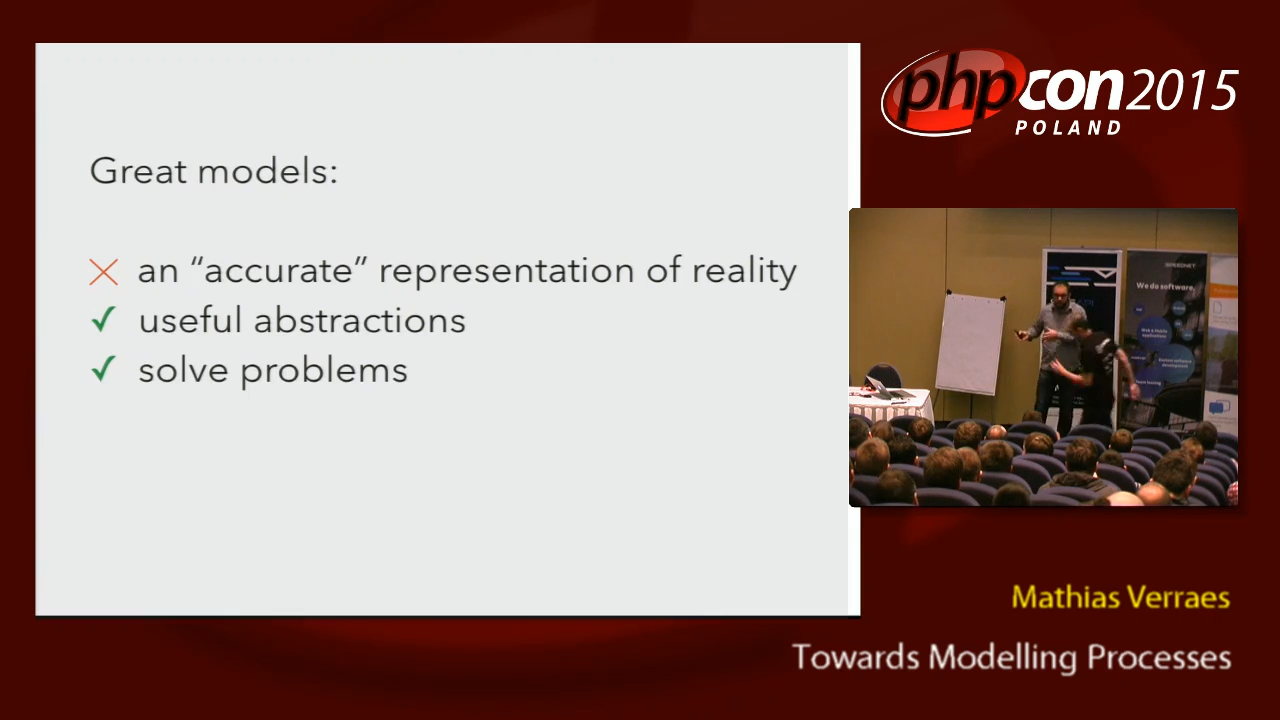 Great models:
an “accurate” representation of reality
useful abstractions
solve problems
phpcon2015
POLAND
SPEEDNET
We do software.
Mathias Verraes
Towards Modelling Processes